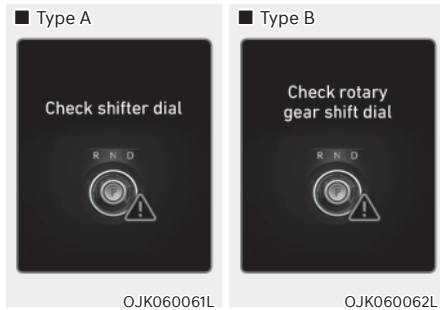 ■ Type A
Check shifter dial
R N D
P
OJK060061L
■ Type B
Check rotary
gear shift dial
R N D
P
OJK060062L